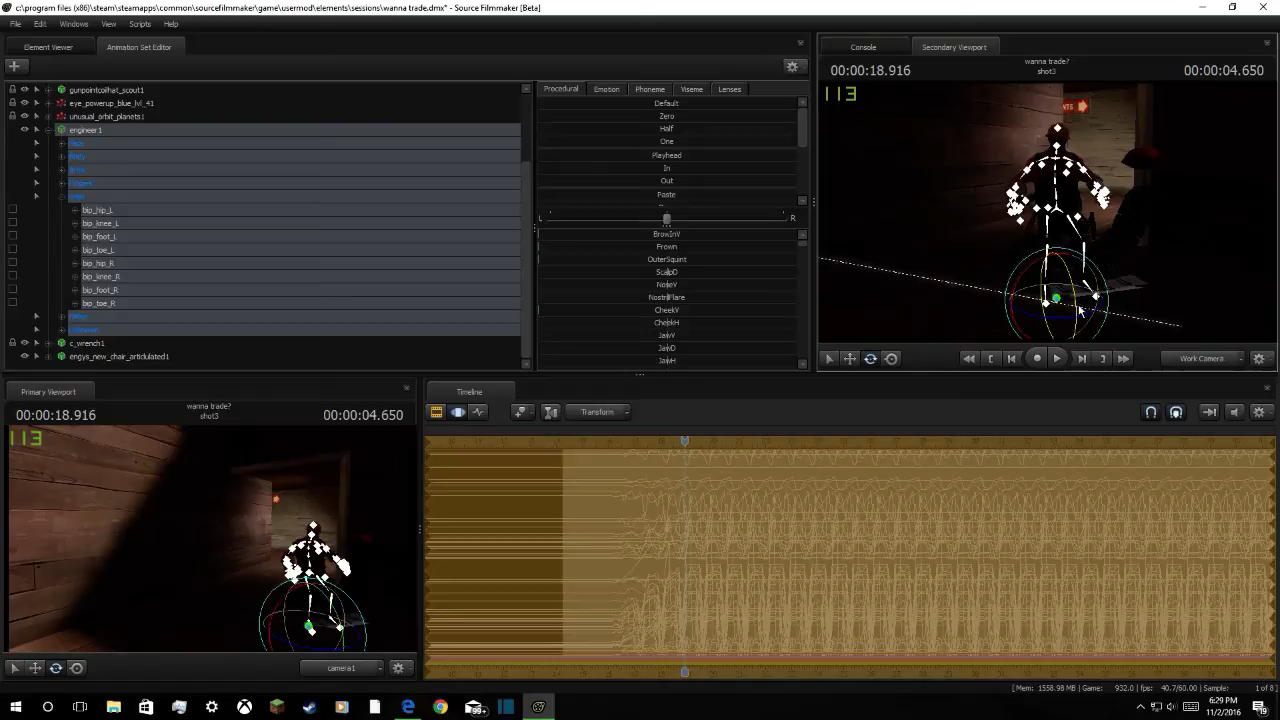 c:\program files (x86)\steam\steamapps\common\sourcefilmmaker\game\usermod\elements\sessions\wanna trade.dmx* - Source Filmmaker [Beta]
File Edit Windows View Scripts Help
Element Viewer Animation Set Editor
gunpointcoilhat_scout1
eye_powerup_blue_lvl_41
unusual_orbit_planets1
engineer1
bip_hip_L
bip_knee_L
bip_foot_L
bip_toe_L
bip_hip_R
bip_knee_R
bip_foot_R
bip_toe_R
c_wrench1
engys_new_chair_articulated1
Procedural Emotion Phoneme Viseme Lenses
Default
Zero
Half
One
Playhead
In
Out
Paste
L R
BrowInV
Frown
OuterSquint
ScalpD
NoseV
NostrilFlare
CheekV
CheekH
JawV
JawD
JawH
Console Secondary Viewport
wanna trade?
00:00:18.916 shot3 00:00:04.650
113
Work Camera
Primary Viewport
wanna trade?
00:00:18.916 shot3 00:00:04.650
113
camera1
Timeline
Transform
[ Mem: 1558.98 MB | Game: 932.0 | fps: 40.7/60.00 | Sample: 1 of 8 ]
99+
6:29 PM
11/2/2016
19